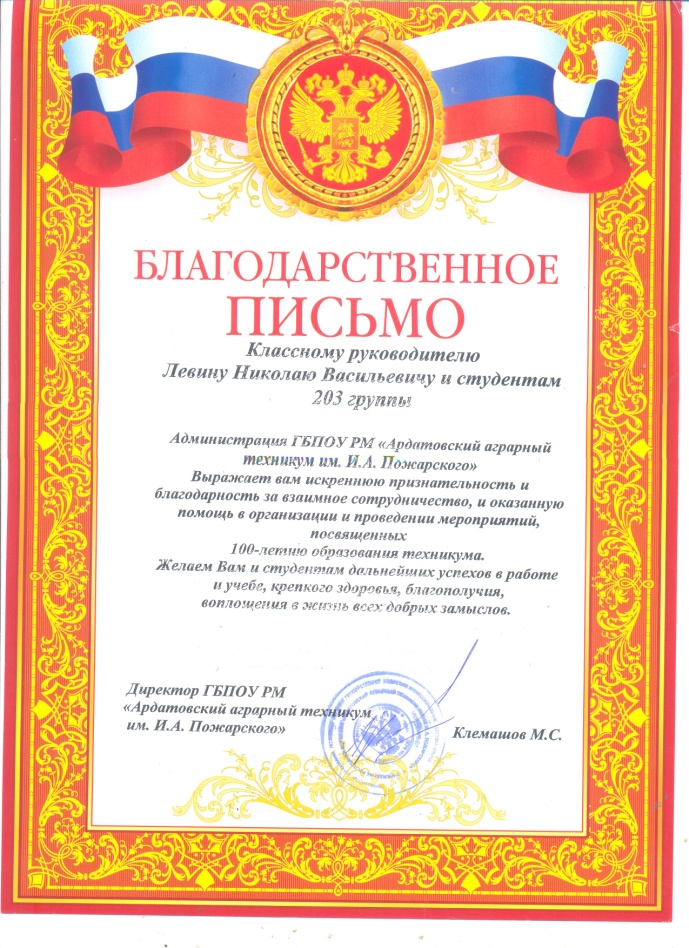 БЛАГОДАРСТВЕННОЕ
ПИСЬМО
Классному руководителю
Левину Николаю Васильевичу и студентам
203 группы
Администрация ГБПОУ РМ «Ардатовский аграрный
техникум им. И.А. Пожарского»
Выражает вам искреннюю признательность и
благодарность за взаимное сотрудничество, и оказанную
помощь в организации и проведении мероприятий,
посвященных
100-летию образования техникума.
Желаем Вам и студентам дальнейших успехов в работе
и учебе, крепкого здоровья, благополучия,
воплощения в жизнь всех добрых замыслов.
Директор ГБПОУ РМ
«Ардатовский аграрный техникум
им. И.А. Пожарского»
Клемашов М.С.